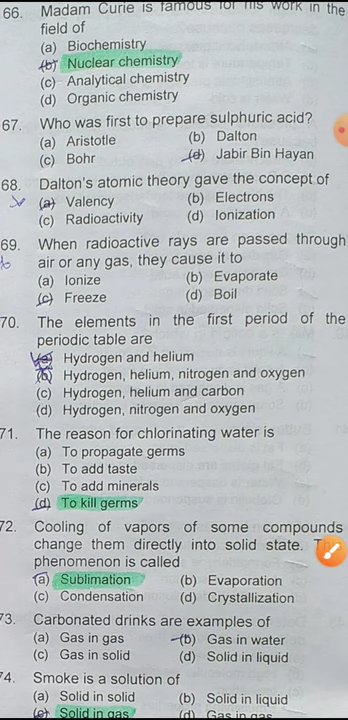 66. Madam Curie is famous for his work in the
field of
(a) Biochemistry
(b) Nuclear chemistry
(c) Analytical chemistry
(d) Organic chemistry
67. Who was first to prepare sulphuric acid?
(a) Aristotle (b) Dalton
(c) Bohr (d) Jabir Bin Hayan
68. Dalton's atomic theory gave the concept of
(a) Valency (b) Electrons
(c) Radioactivity (d) Ionization
69. When radioactive rays are passed through
air or any gas, they cause it to
(a) Ionize (b) Evaporate
(c) Freeze (d) Boil
70. The elements in the first period of the
periodic table are
(a) Hydrogen and helium
(b) Hydrogen, helium, nitrogen and oxygen
(c) Hydrogen, helium and carbon
(d) Hydrogen, nitrogen and oxygen
71. The reason for chlorinating water is
(a) To propagate germs
(b) To add taste
(c) To add minerals
(d) To kill germs
72. Cooling of vapors of some compounds
change them directly into solid state.
phenomenon is called
(a) Sublimation (b) Evaporation
(c) Condensation (d) Crystallization
73. Carbonated drinks are examples of
(a) Gas in gas (b) Gas in water
(c) Gas in solid (d) Solid in liquid
74. Smoke is a solution of
(a) Solid in solid (b) Solid in liquid
(c) Solid in gas (d) Gas in gas